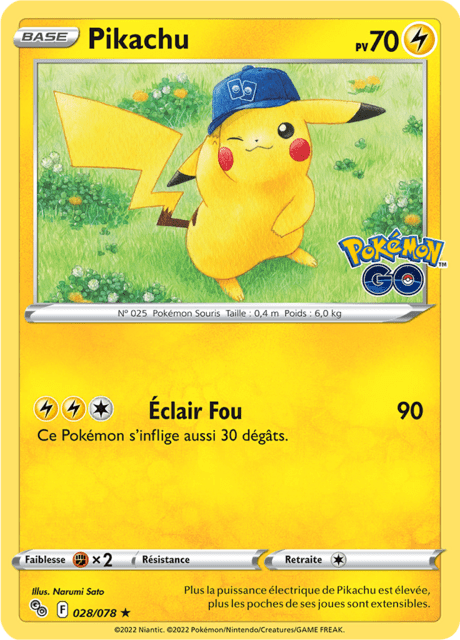 BASE Pikachu PV70
POKÉMON™
GO
N° 025 Pokémon Souris Taille : 0,4 m Poids : 6,0 kg
Éclair Fou 90
Ce Pokémon s’inflige aussi 30 dégâts.
Faiblesse ×2 Résistance Retraite
Illus. Narumi Sato
Plus la puissance électrique de Pikachu est élevée,
plus les poches de ses joues sont extensibles.
GO F 028/078 ★
©2022 Niantic. ©2022 Pokémon/Nintendo/Creatures/GAME FREAK.